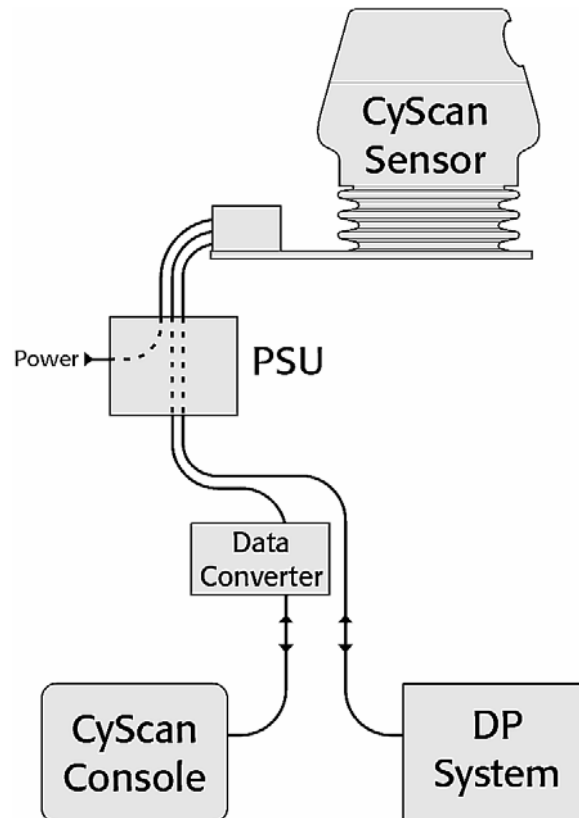 CyScan
Sensor
Power
PSU
Data
Converter
CyScan
Console
DP
System